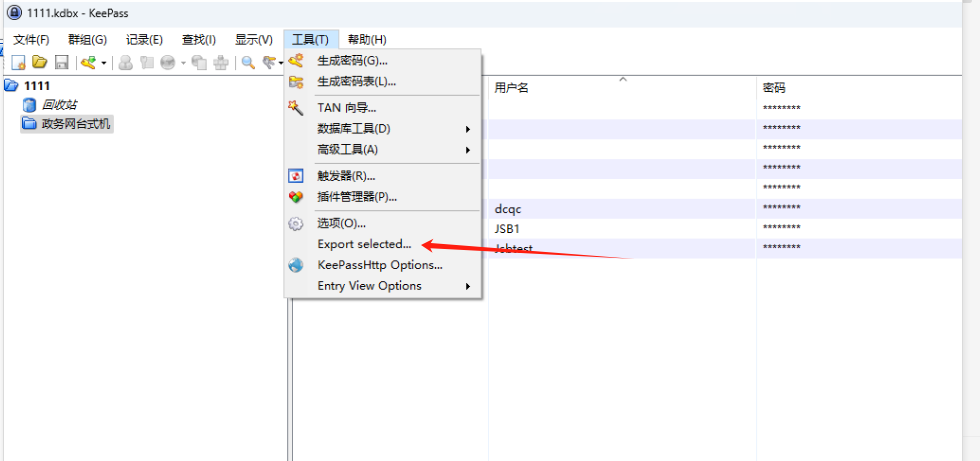 1111.kdbx - KeePass
文件(F) 群组(G) 记录(E) 查找(I) 显示(V) 工具(T) 帮助(H)
1111
回收站
政务网台式机
生成密码(G)...
生成密码表(L)...
TAN 向导...
数据库工具(D)
高级工具(A)
触发器(R)...
插件管理器(P)...
选项(O)...
Export selected...
KeePassHttp Options...
Entry View Options
用户名 密码
********
********
********
********
********
dcqc ********
JSB1 ********
Jsbtest ********